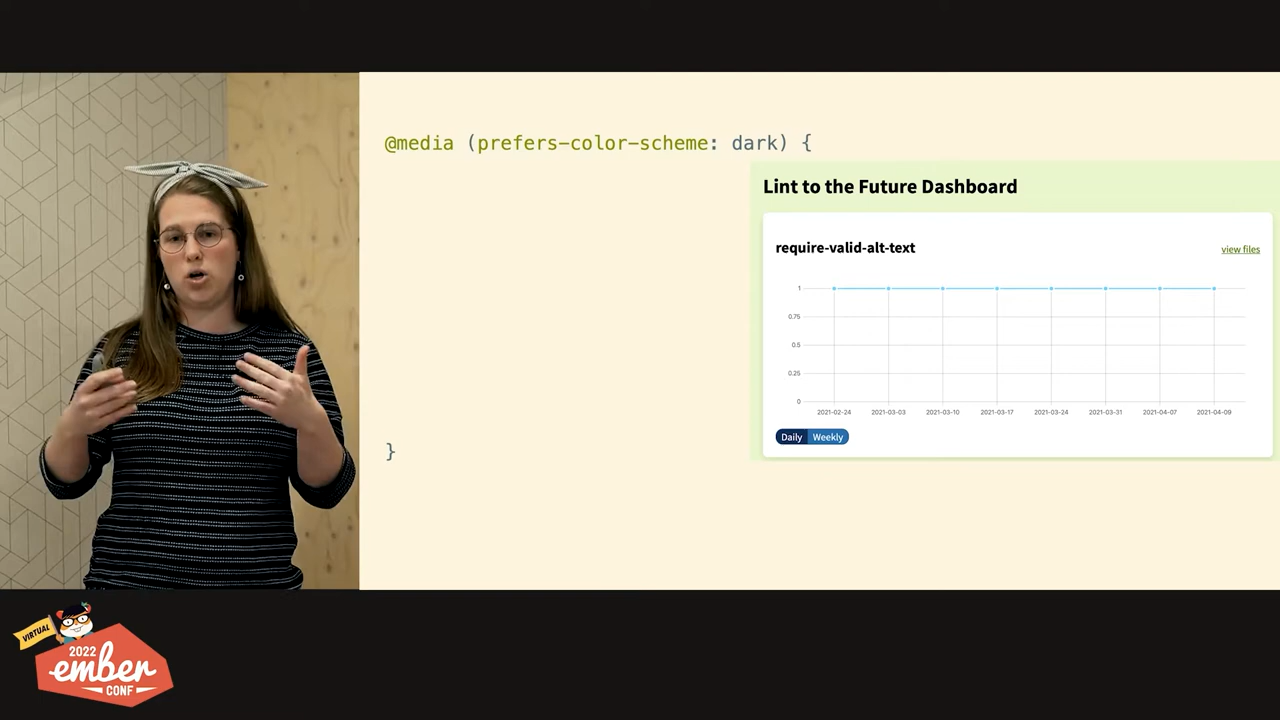 @media (prefers-color-scheme: dark) {
Lint to the Future Dashboard
require-valid-alt-text
view files
1
0.75
0.5
0.25
0
2021-02-24 2021-03-03 2021-03-10 2021-03-17 2021-03-24 2021-03-31 2021-04-07 2021-04-09
Daily Weekly
}
VIRTUAL
2022
ember
CONF